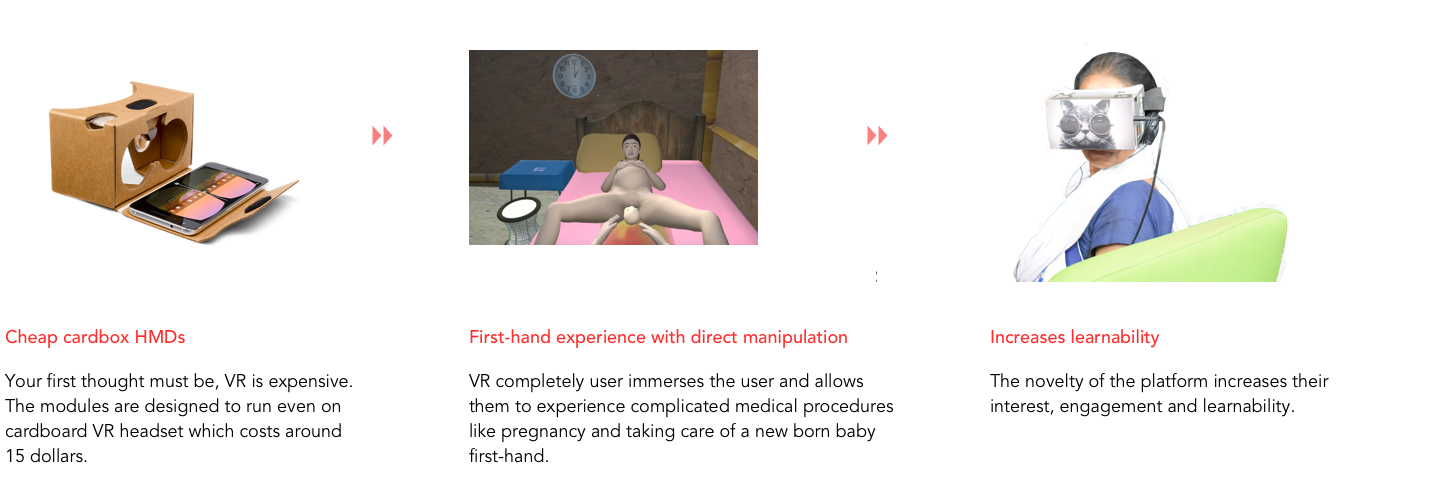 Cheap cardbox HMDs
Your first thought must be, VR is expensive.
The modules are designed to run even on
cardboard VR headset which costs around
15 dollars.
First-hand experience with direct manipulation
VR completely user immerses the user and allows
them to experience complicated medical procedures
like pregnancy and taking care of a new born baby
first-hand.
Increases learnability
The novelty of the platform increases their
interest, engagement and learnability.